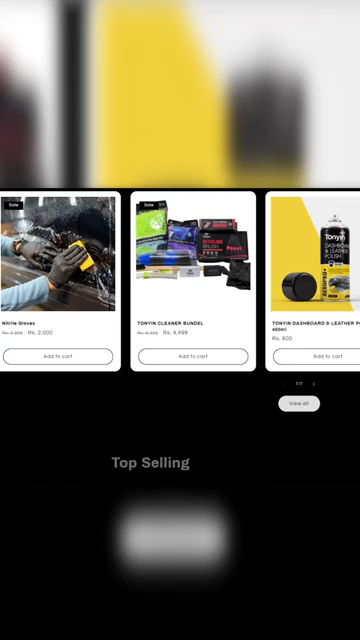 Sale
Nitrile Gloves
Rs. 2,000
Add to cart
Sale
TONYIN CLEANER BUNDEL
Rs. 4,499
Add to cart
Tonyin
DASHBOARD
& LEATHER
POLISH
TONYIN DASHBOARD & LEATHER PO
450ml
Rs. 600
Add to cart
1/7
View all
Top Selling